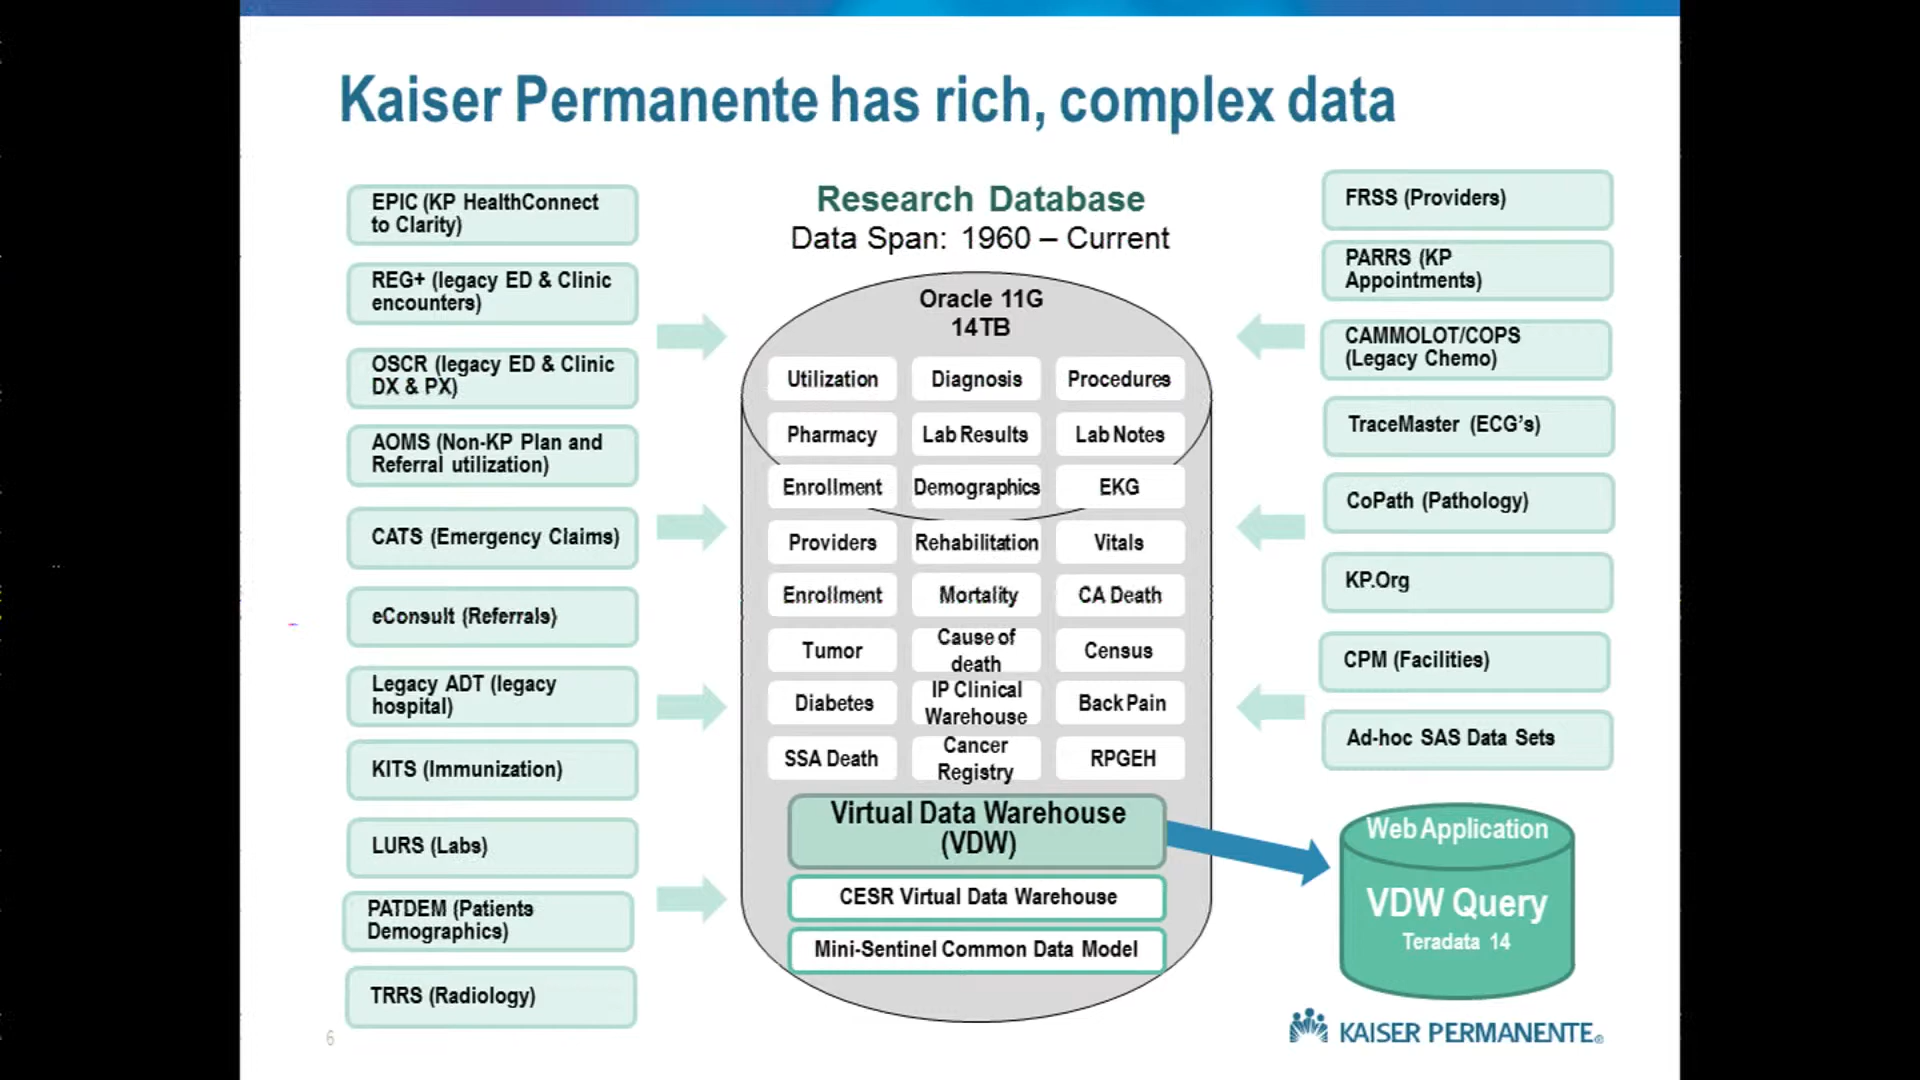 Kaiser Permanente has rich, complex data
EPIC (KP HealthConnect
to Clarity)
REG+ (legacy ED & Clinic
encounters)
OSCR (legacy ED & Clinic
DX & PX)
AOMS (Non-KP Plan and
Referral utilization)
CATS (Emergency Claims)
eConsult (Referrals)
Legacy ADT (legacy
hospital)
KITS (Immunization)
LURS (Labs)
PATDEM (Patients
Demographics)
TRRS (Radiology)
Research Database
Data Span: 1960 – Current
Oracle 11G
14TB
Utilization Diagnosis Procedures
Pharmacy Lab Results Lab Notes
Enrollment Demographics EKG
Providers Rehabilitation Vitals
Enrollment Mortality CA Death
Tumor Cause of death Census
Diabetes IP Clinical Warehouse Back Pain
SSA Death Cancer Registry RPGEH
Virtual Data Warehouse
(VDW)
CESR Virtual Data Warehouse
Mini-Sentinel Common Data Model
FRSS (Providers)
PARRS (KP
Appointments)
CAMMOLOT/COPS
(Legacy Chemo)
TraceMaster (ECG's)
CoPath (Pathology)
KP.Org
CPM (Facilities)
Ad-hoc SAS Data Sets
Web Application
VDW Query
Teradata 14
6
KAISER PERMANENTE®